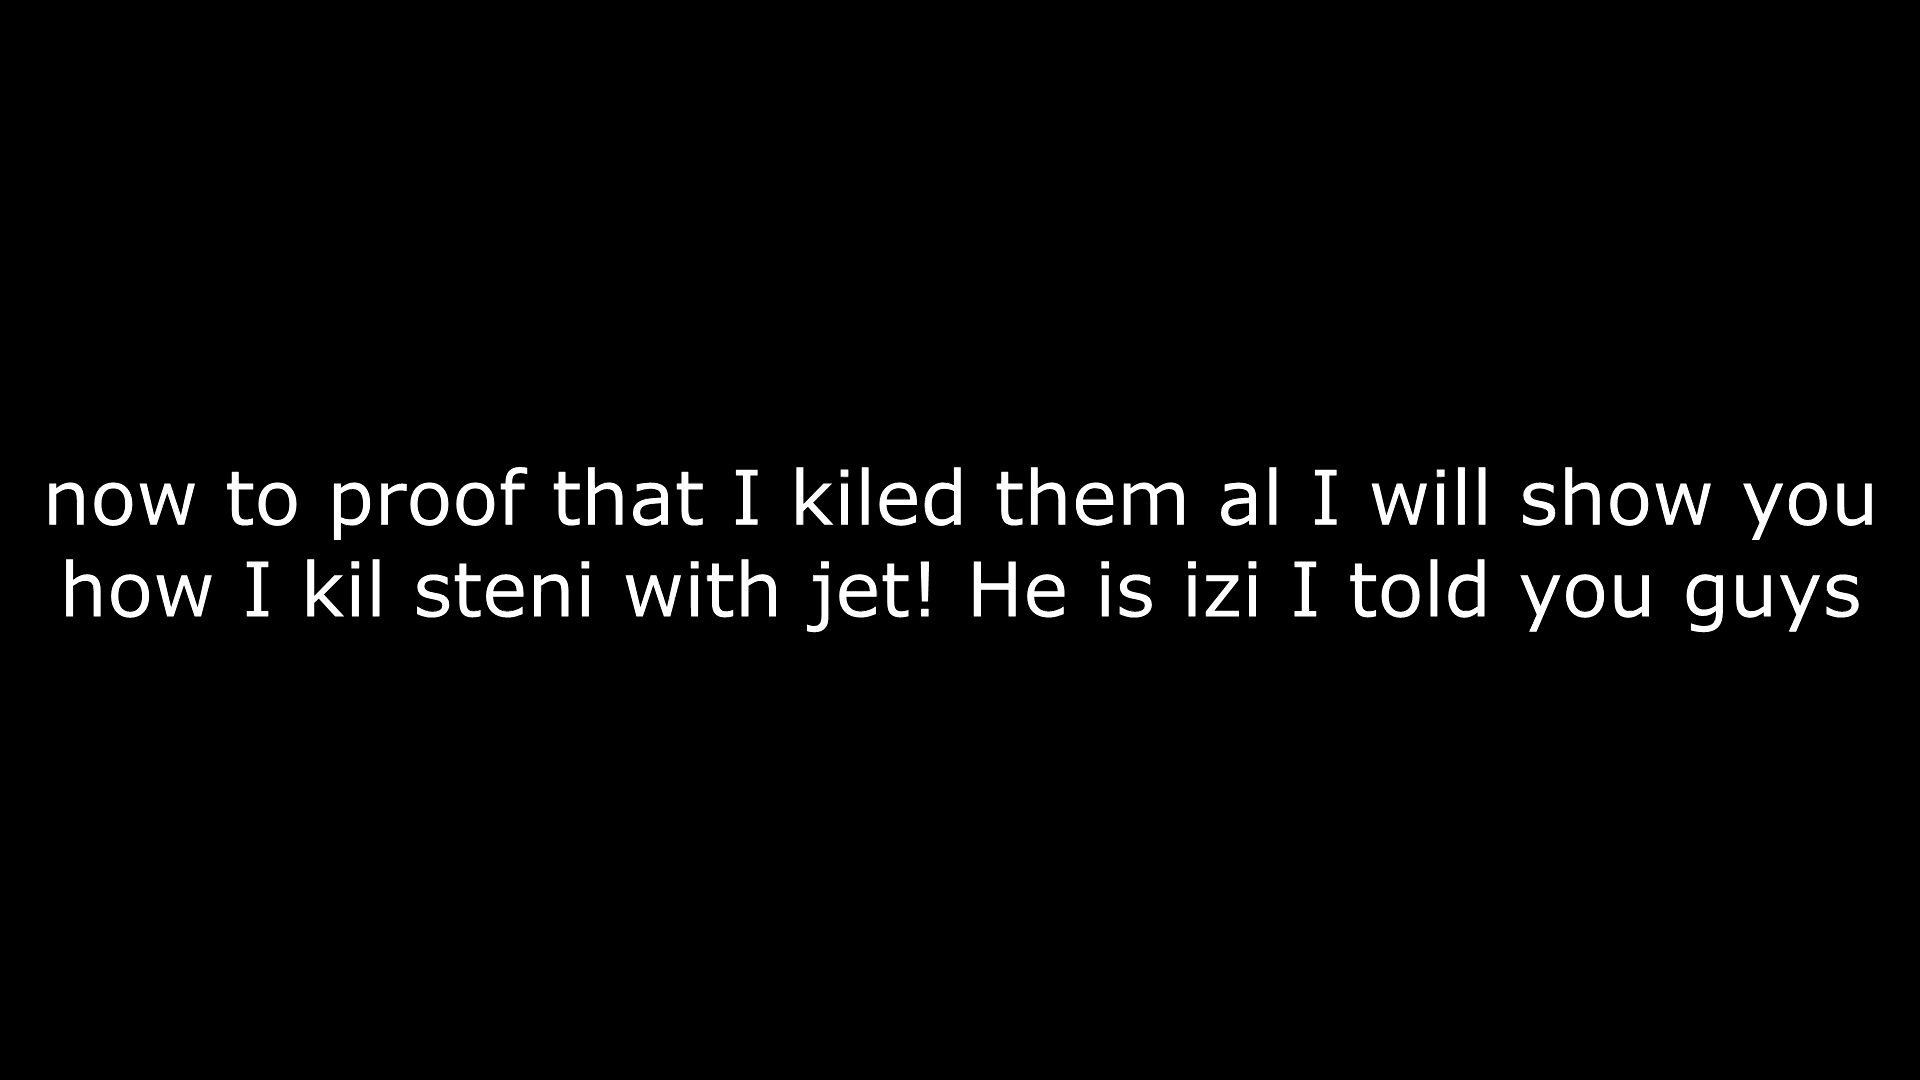 now to proof that I kiled them al I will show you
how I kil steni with jet! He is izi I told you guys